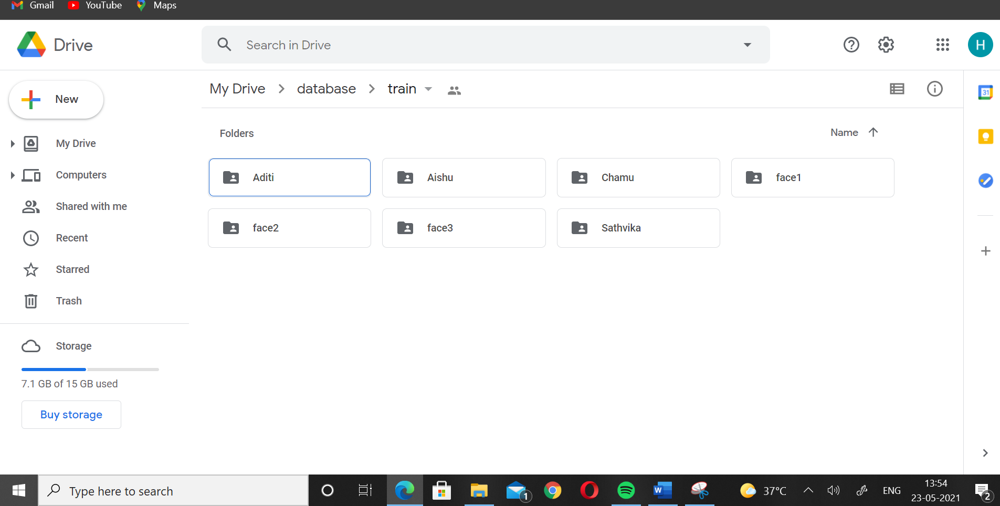 Gmail YouTube Maps
Drive
Search in Drive
H
New
My Drive
Computers
Shared with me
Recent
Starred
Trash
Storage
7.1 GB of 15 GB used
Buy storage
My Drive database train
Folders Name
Aditi Aishu Chamu face1
face2 face3 Sathvika
31
Type here to search
W
1
37°C
ENG
13:54
23-05-2021
2